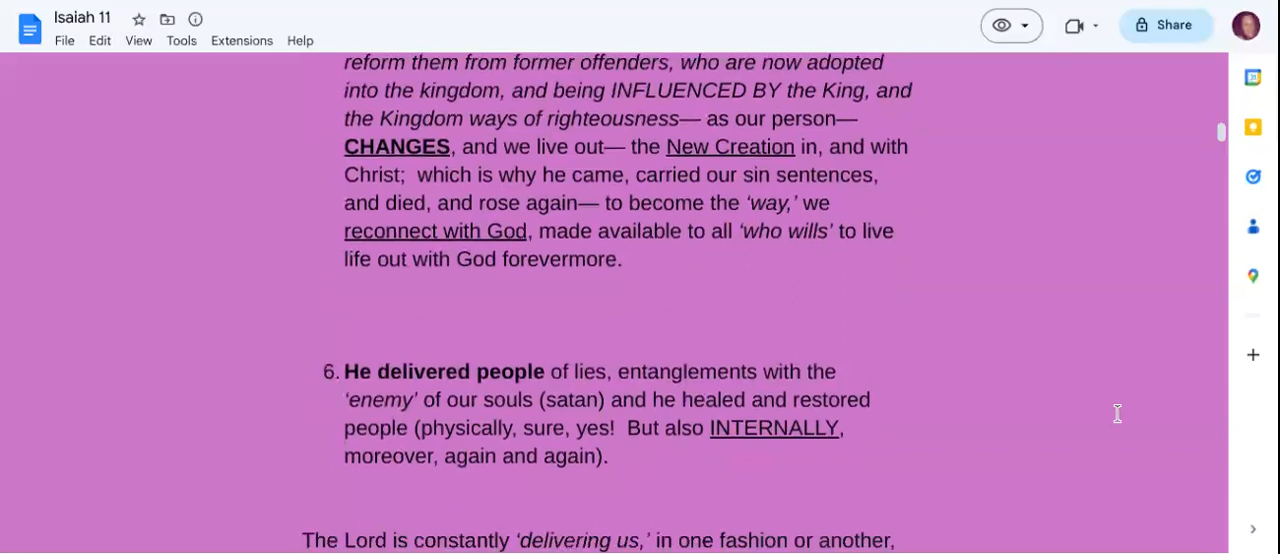 Isaiah 11
File Edit View Tools Extensions Help
Share
reform them from former offenders, who are now adopted
into the kingdom, and being INFLUENCED BY the King, and
the Kingdom ways of righteousness— as our person—
CHANGES, and we live out— the New Creation in, and with
Christ;  which is why he came, carried our sin sentences,
and died, and rose again— to become the ‘way,’ we
reconnect with God, made available to all ‘who wills’ to live
life out with God forevermore.
6. He delivered people of lies, entanglements with the
‘enemy’ of our souls (satan) and he healed and restored
people (physically, sure, yes!  But also INTERNALLY,
moreover, again and again).
The Lord is constantly ‘delivering us,’ in one fashion or another,